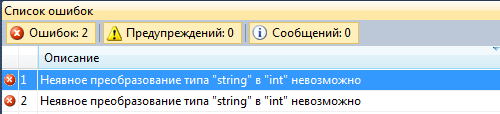 Список ошибок
Ошибок: 2 Предупреждений: 0 Сообщений: 0
Описание
1 Неявное преобразование типа "string" в "int" невозможно
2 Неявное преобразование типа "string" в "int" невозможно